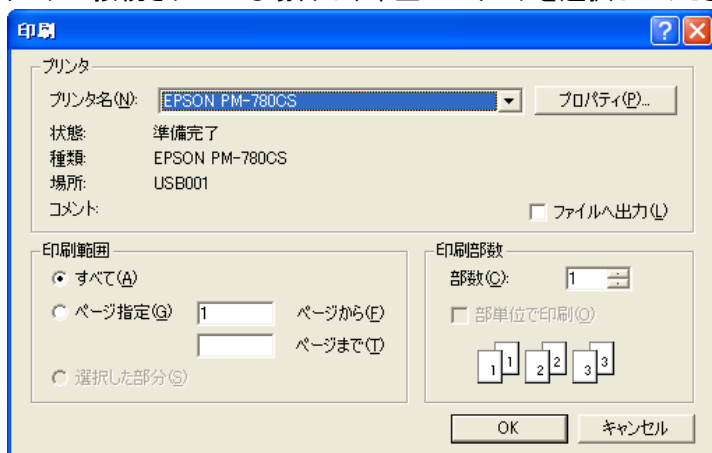 印刷
プリンタ
プリンタ名(N): EPSON PM-780CS プロパティ(P)...
状態: 準備完了
種類: EPSON PM-780CS
場所: USB001
コメント: ファイルへ出力(L)
印刷範囲
すべて(A)
ページ指定(G) 1 ページから(F)
ページまで(T)
選択した部分(S)
印刷部数
部数(C): 1
部単位で印刷(O)
1 1 2 2 3 3
OK キャンセル